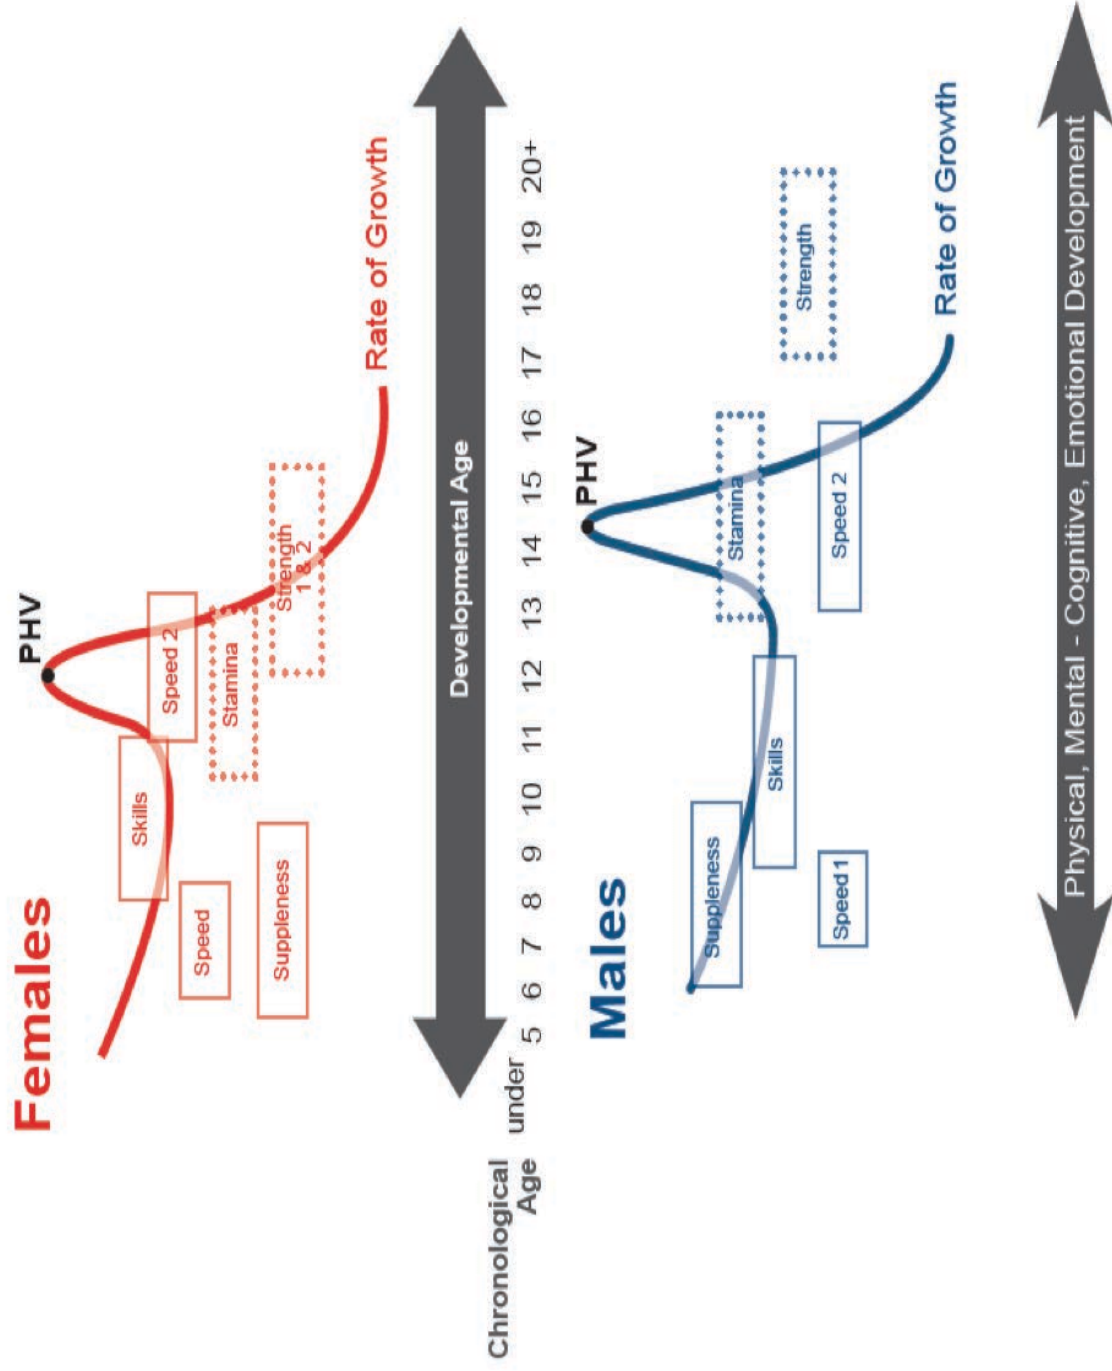 Females
PHV
Skills
Speed 2
Speed
Stamina
Suppleness
Strength
1 & 2
Rate of Growth
Developmental Age
Chronological
Age
under 5 6 7 8 9 10 11 12 13 14 15 16 17 18 19 20+
Males
PHV
Suppleness
Stamina
Skills
Strength
Speed 1
Speed 2
Rate of Growth
Physical, Mental - Cognitive, Emotional Development